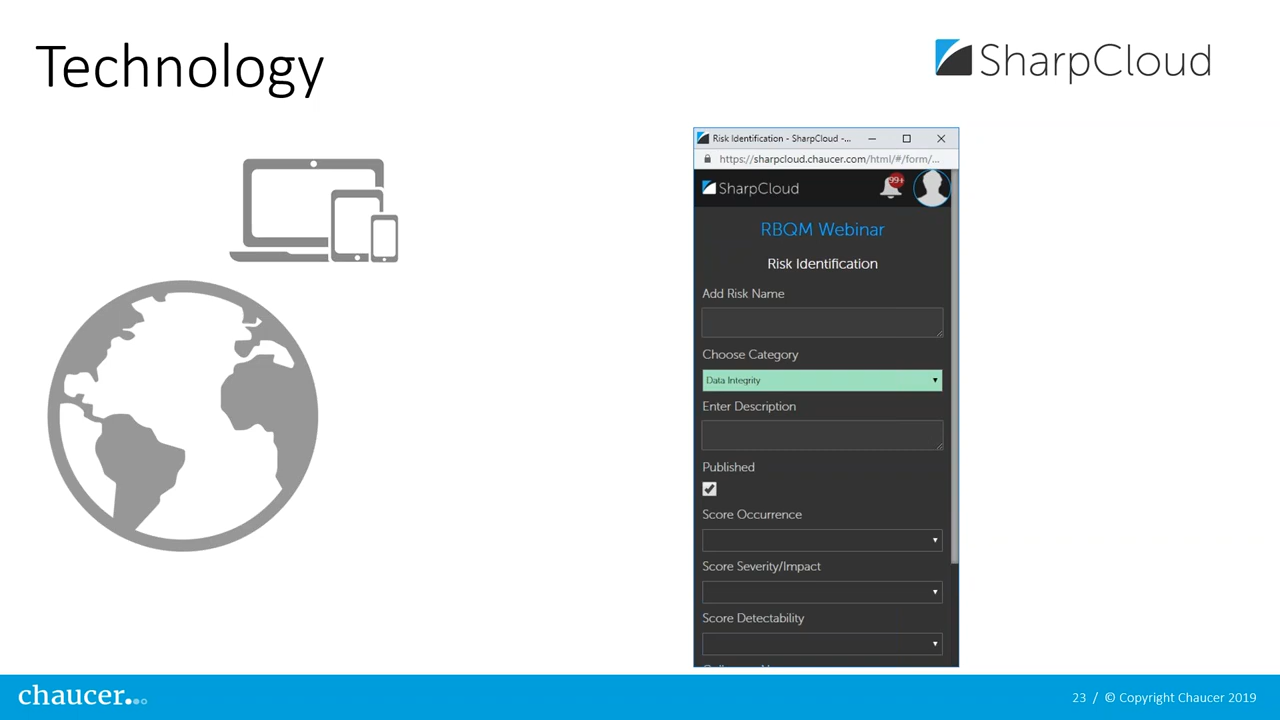 Technology
SharpCloud
Risk Identification - SharpCloud -...
https://sharpcloud.chaucer.com/html/#/form/...
SharpCloud
99+
RBQM Webinar
Risk Identification
Add Risk Name
Choose Category
Data Integrity
Enter Description
Published
Score Occurrence
Score Severity/Impact
Score Detectability
chaucer
23 / © Copyright Chaucer 2019